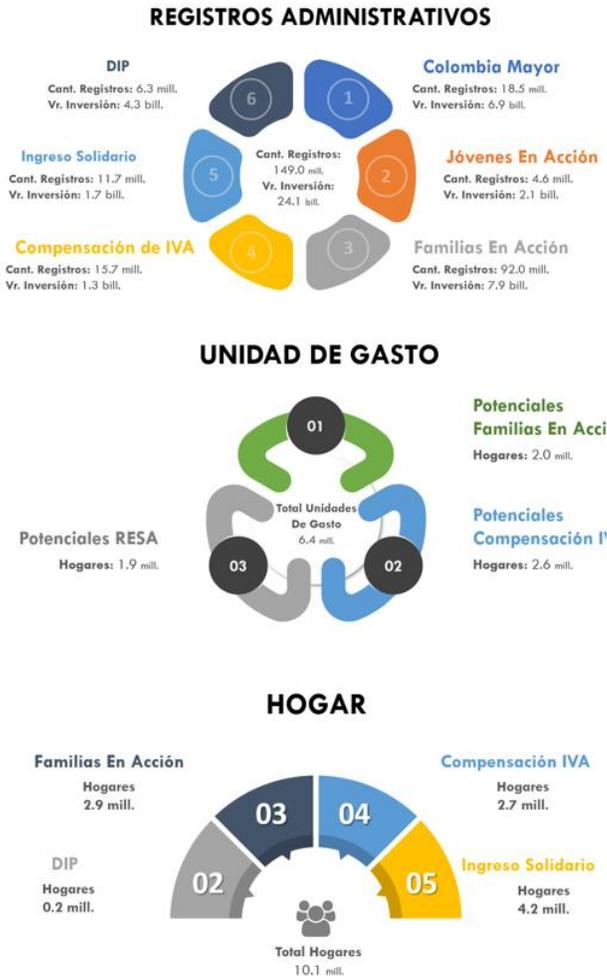 REGISTROS ADMINISTRATIVOS
DIP
Cant. Registros: 6.3 mill.
Vr. Inversión: 4.3 bill.
Colombia Mayor
Cant. Registros: 18.5 mill.
Vr. Inversión: 6.9 bill.
6
1
Ingreso Solidario
Cant. Registros: 11.7 mill.
Vr. Inversión: 1.7 bill.
5
Cant. Registros:
149.0 mill.
Vr. Inversión:
24.1 bill.
2
Jóvenes En Acción
Cant. Registros: 4.6 mill.
Vr. Inversión: 2.1 bill.
Compensación de IVA
Cant. Registros: 15.7 mill.
Vr. Inversión: 1.3 bill.
4
3
Familias En Acción
Cant. Registros: 92.0 mill.
Vr. Inversión: 7.9 bill.
UNIDAD DE GASTO
01
Potenciales
Familias En Acci
Hogares: 2.0 mill.
Total Unidades
De Gasto
6.4 mill.
Potenciales
Compensación IV
Hogares: 2.6 mill.
02
Potenciales RESA
Hogares: 1.9 mill.
03
HOGAR
Familias En Acción
Hogares
2.9 mill.
03
04
Compensación IVA
Hogares
2.7 mill.
DIP
Hogares
0.2 mill.
02
05
Ingreso Solidario
Hogares
4.2 mill.
Total Hogares
10.1 mill.